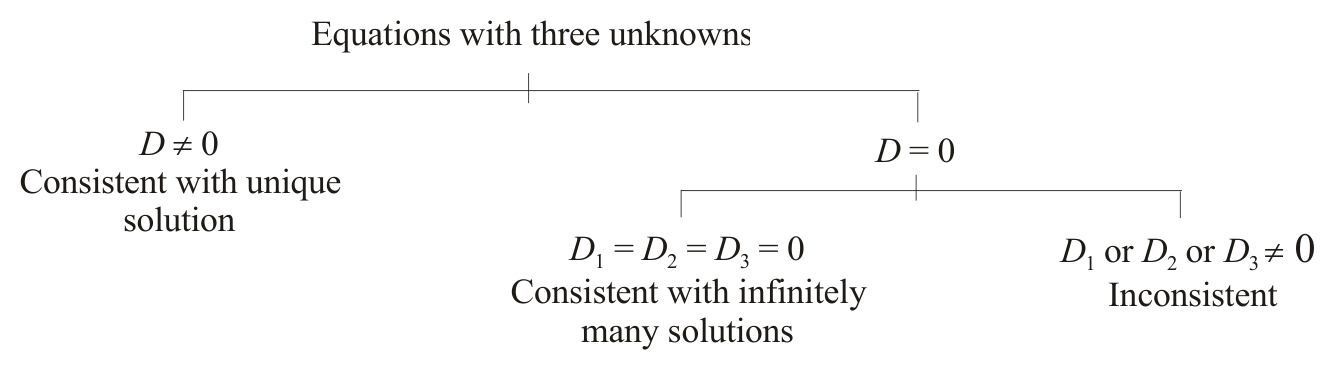 Equations with three unknowns
D ≠ 0
Consistent with unique
solution
D = 0
D₁ = D₂ = D₃ = 0
Consistent with infinitely
many solutions
D₁ or D₂ or D₃ ≠ 0
Inconsistent